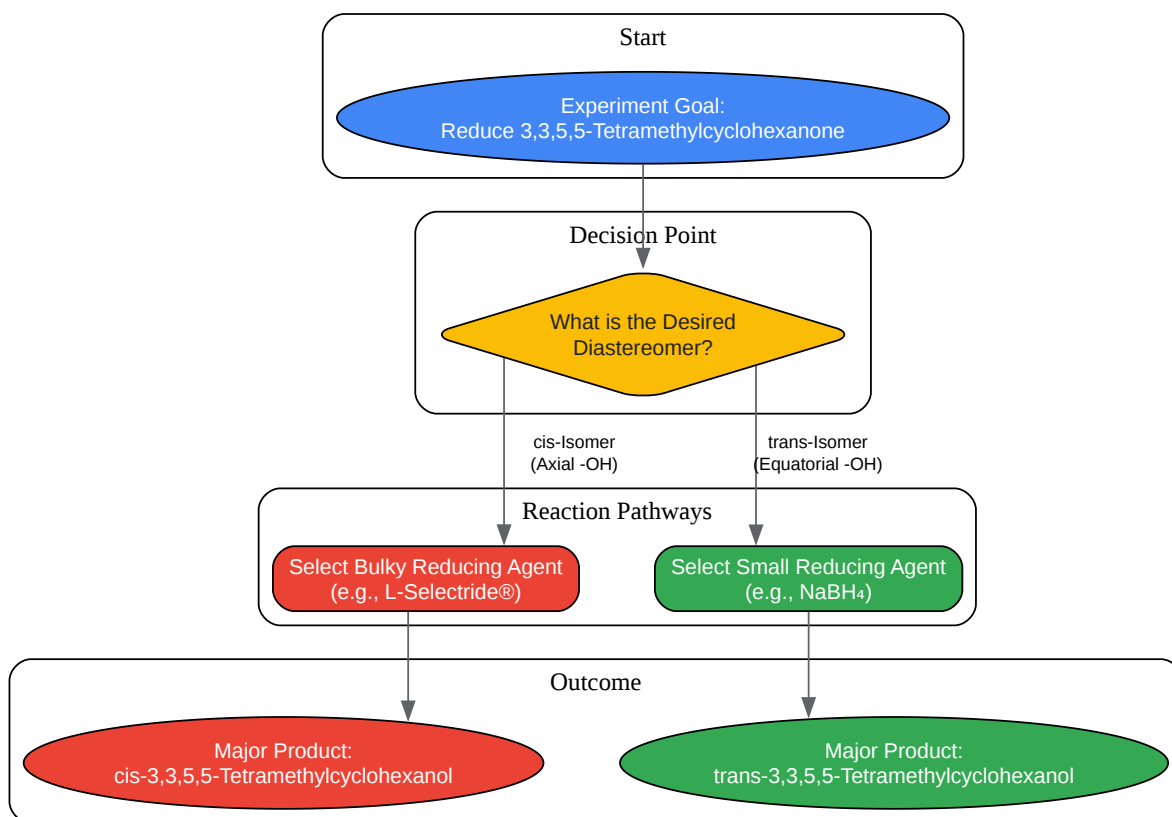 Start
Experiment Goal:
Reduce 3,3,5,5-Tetramethylcyclohexanone
Decision Point
What is the Desired
Diastereomer?
cis-Isomer
(Axial -OH)
trans-Isomer
(Equatorial -OH)
Reaction Pathways
Select Bulky Reducing Agent
(e.g., L-Selectride®)
Select Small Reducing Agent
(e.g., NaBH₄)
Outcome
Major Product:
cis-3,3,5,5-Tetramethylcyclohexanol
Major Product:
trans-3,3,5,5-Tetramethylcyclohexanol